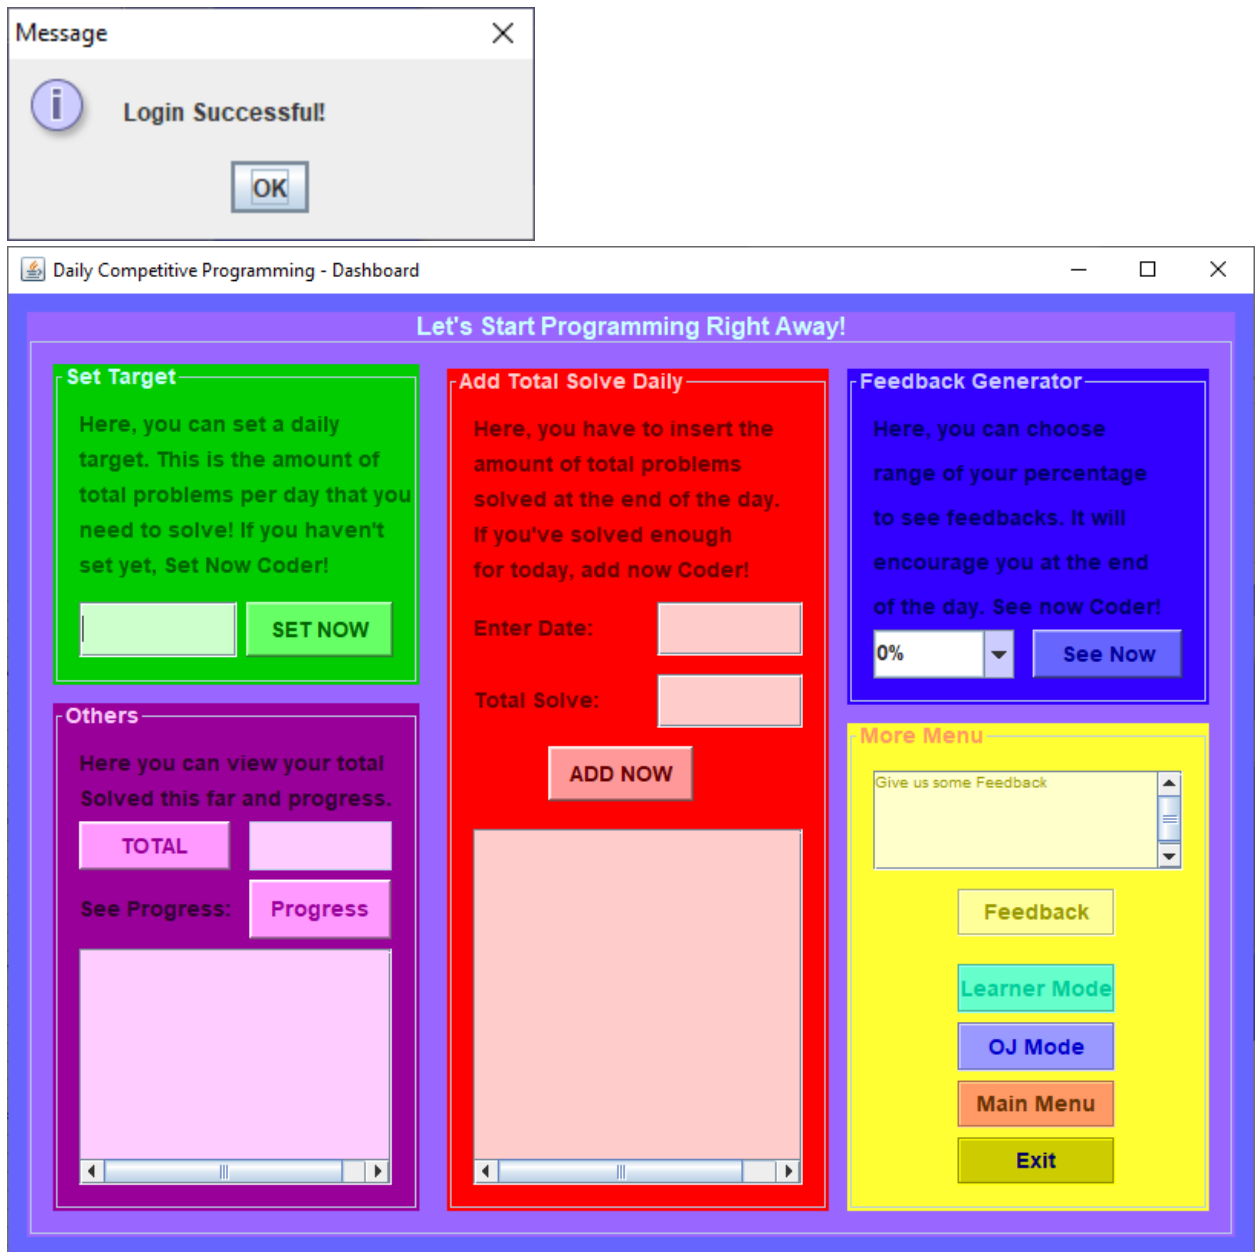 Message
Login Successful!
OK
Daily Competitive Programming - Dashboard
Let's Start Programming Right Away!
Set Target
Here, you can set a daily
target. This is the amount of
total problems per day that you
need to solve! If you haven't
set yet, Set Now Coder!
SET NOW
Others
Here you can view your total
Solved this far and progress.
TOTAL
See Progress:
Progress
Add Total Solve Daily
Here, you have to insert the
amount of total problems
solved at the end of the day.
If you've solved enough
for today, add now Coder!
Enter Date:
Total Solve:
ADD NOW
Feedback Generator
Here, you can choose
range of your percentage
to see feedbacks. It will
encourage you at the end
of the day. See now Coder!
0%
See Now
More Menu
Give us some Feedback
Feedback
Learner Mode
OJ Mode
Main Menu
Exit